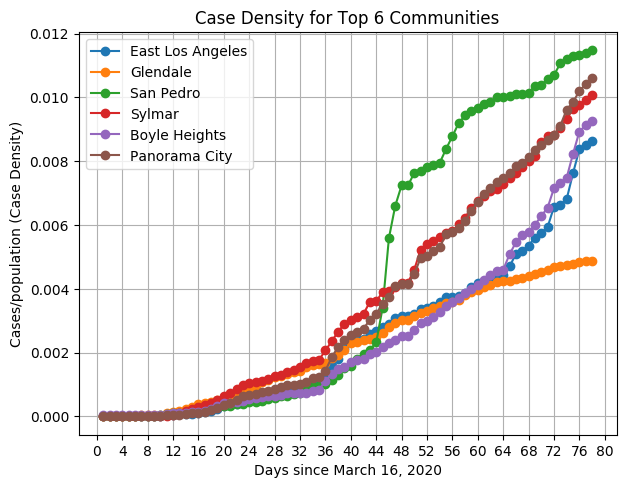 Case Density for Top 6 Communities
0.012
0.010
0.008
0.006
0.004
0.002
0.000
Cases/population (Case Density)
East Los Angeles
Glendale
San Pedro
Sylmar
Boyle Heights
Panorama City
0 4 8 12 16 20 24 28 32 36 40 44 48 52 56 60 64 68 72 76 80
Days since March 16, 2020